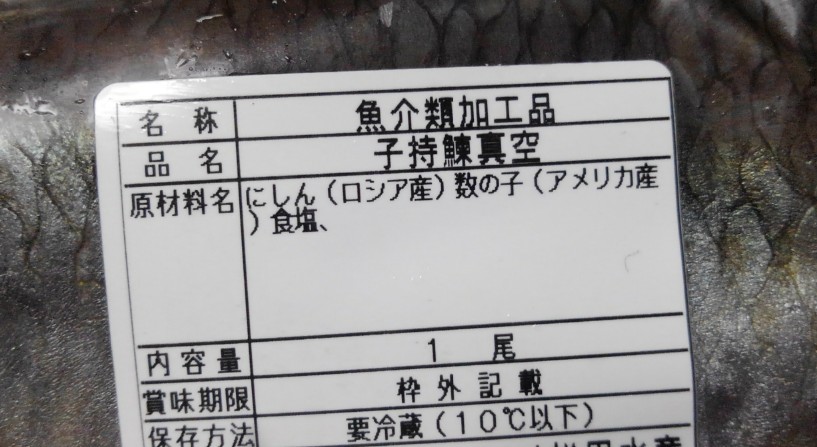 名 称 魚介類加工品
品 名 子持鰊真空
原材料名 にしん（ロシア産）数の子（アメリカ産
）食塩、
内容量 1 尾
賞味期限 枠外記載
保存方法 要冷蔵（10℃以下）